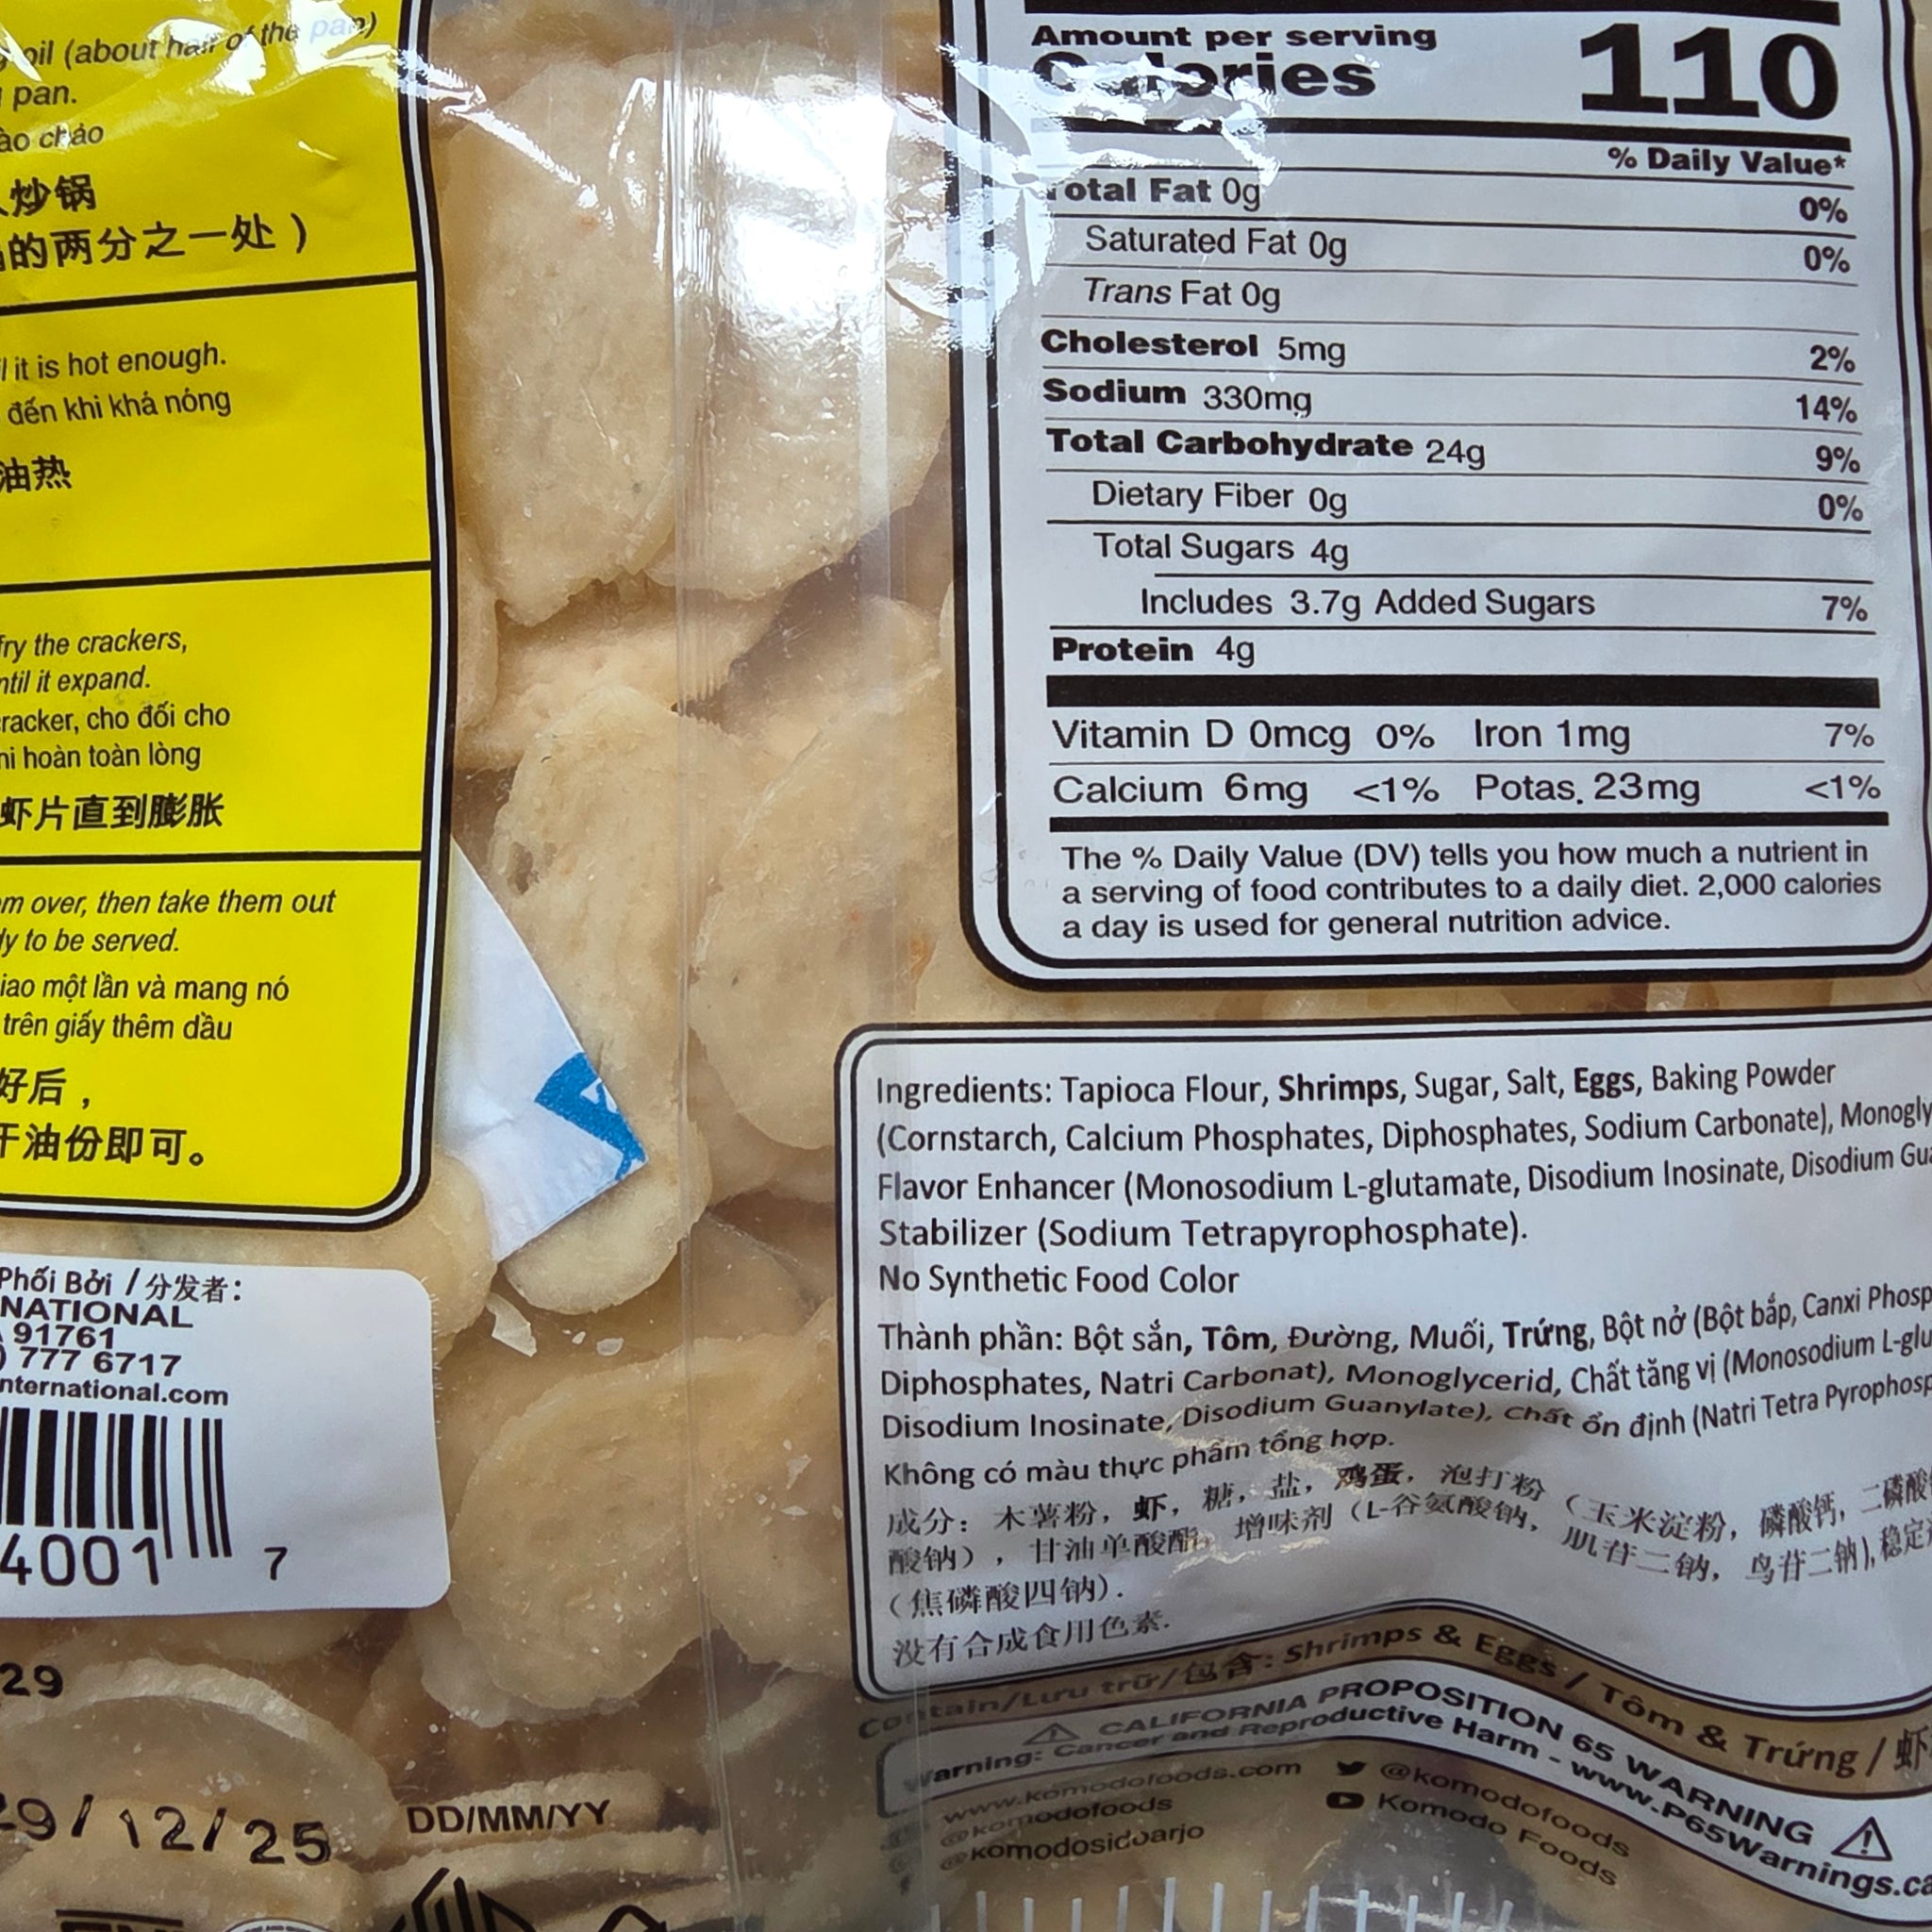 oil (about half of the pan)
pan.
ào chảo
炒锅
的两分之一处）
it is hot enough.
đến khi khá nóng
油热
fry the crackers,
until it expand.
cracker, cho đối cho
hoàn toàn lòng
虾片直到膨胀
over, then take them out
to be served.
một lần và mang nó
trên giấy thêm dầu
好后，
油份即可。
Phối Bởi / 分发者:
NATIONAL
91761
777 6717
nternational.com
4001 7
29
29/12/25 DD/MM/YY
Amount per serving
Calories 110
% Daily Value*
Total Fat 0g 0%
Saturated Fat 0g 0%
Trans Fat 0g
Cholesterol 5mg 2%
Sodium 330mg 14%
Total Carbohydrate 24g 9%
Dietary Fiber 0g 0%
Total Sugars 4g
Includes 3.7g Added Sugars 7%
Protein 4g
Vitamin D 0mcg 0% Iron 1mg 7%
Calcium 6mg <1% Potas. 23mg <1%
The % Daily Value (DV) tells you how much a nutrient in
a serving of food contributes to a daily diet. 2,000 calories
a day is used for general nutrition advice.
Ingredients: Tapioca Flour, Shrimps, Sugar, Salt, Eggs, Baking Powder
(Cornstarch, Calcium Phosphates, Diphosphates, Sodium Carbonate), Monogly
Flavor Enhancer (Monosodium L-glutamate, Disodium Inosinate, Disodium Gua
Stabilizer (Sodium Tetrapyrophosphate).
No Synthetic Food Color
Thành phần: Bột sắn, Tôm, Đường, Muối, Trứng, Bột nở (Bột bắp, Canxi Phosp
Diphosphates, Natri Carbonat), Monoglycerid, Chất tăng vị (Monosodium L-glu
Disodium Inosinate, Disodium Guanylate), Chất ổn định (Natri Tetra Pyrophosp
Không có màu thực phẩm tổng hợp.
成分：木薯粉，虾，糖，盐，鸡蛋，泡打粉（玉米淀粉，磷酸钙，二磷酸
酸钠），甘油单酸酯，增味剂（L-谷氨酸钠，肌苷二钠，鸟苷二钠),稳定
（焦磷酸四钠).
没有合成食用色素.
Contain/Lưu trữ/包含: Shrimps & Eggs / Tôm & Trứng / 虾
⚠ CALIFORNIA PROPOSITION 65 WARNING ⚠
Warning: Cancer and Reproductive Harm - www.P65Warnings.ca
www.komodofoods.com
@komodofoods
@komodofoods
Komodo Foods
@komodosidoarjo